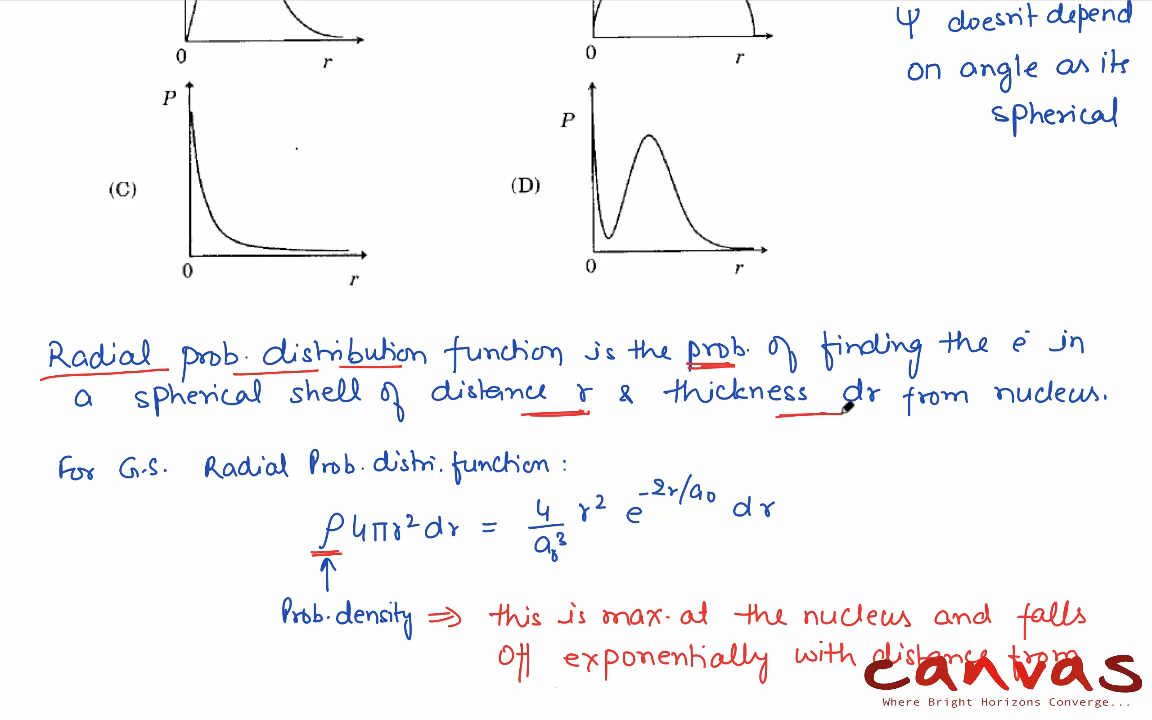 ψ doesn't depend
on angle as its
spherical
0
r
0
r
P
(C)
0
r
P
(D)
0
r
Radial prob. distribution function is the prob. of finding the e⁻ in
a spherical shell of distance r & thickness dr from nucleus.
For G.S. Radial Prob. distri. function :
ρ 4πr² dr = 4/a₀³ r² e^(-2r/a₀) dr
Prob. density ⇒ this is max. at the nucleus and falls
off exponentially with distance from
canvas
Where Bright Horizons Converge...